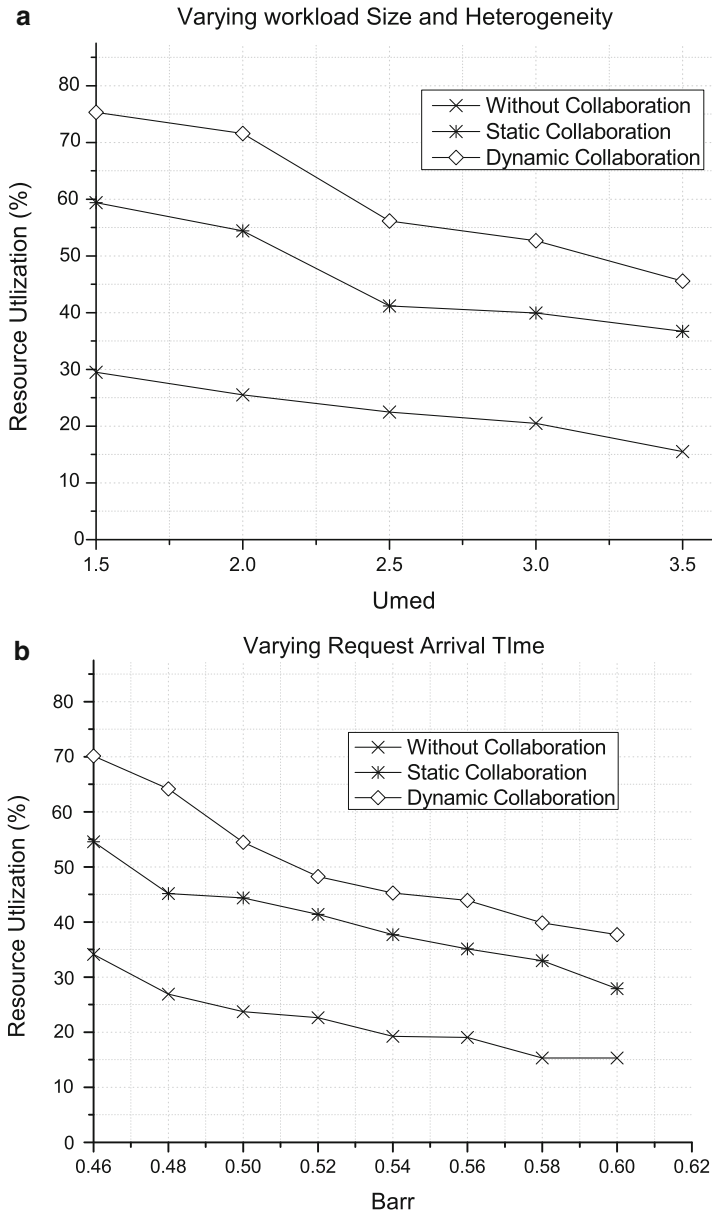 a
Varying workload Size and Heterogeneity
Without Collaboration
Static Collaboration
Dynamic Collaboration
Resource Utlization (%)
80
70
60
50
40
30
20
10
0
1.5 2.0 2.5 3.0 3.5
Umed
b
Varying Request Arrival TIme
Without Collaboration
Static Collaboration
Dynamic Collaboration
Resource Utlization (%)
80
70
60
50
40
30
20
10
0
0.46 0.48 0.50 0.52 0.54 0.56 0.58 0.60 0.62
Barr